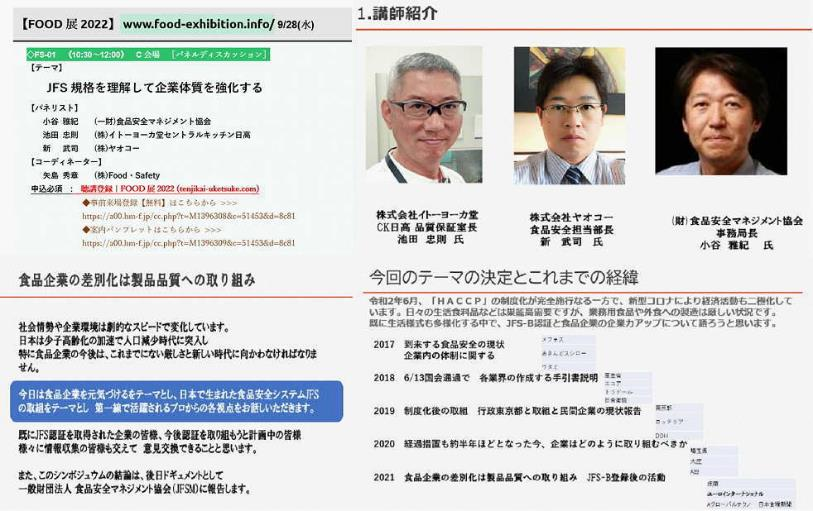 【FOOD 展 2022】 www.food-exhibition.info/ 9/28(水)
◇FS-01 (10:30~12:00) C 会場 [パネルディスカッション]
【テーマ】
JFS 規格を理解して企業体質を強化する
【パネリスト】
小谷 雅紀 (一財)食品安全マネジメント協会
池田 忠則 (株)イトーヨーカ堂セントラルキッチン日高
新 武司 (株)ヤオコー
【コーディネーター】
矢島 秀章 (株)Food・Safety
申込必須 : 聴講登録 | FOOD 展 2022 (tenjikai-uketsuke.com)
◆事前来場登録【無料】はこちらから >>>
https://a00.hm-f.jp/cc.php?t=M1396308&c=51453&d=8c81
◆案内パンフレットはこちらから >>>
https://a00.hm-f.jp/cc.php?t=M1396309&c=51453&d=8c81
1.講師紹介
株式会社イトーヨーカ堂
CK日高 品質保証室長
池田 忠則 氏
株式会社ヤオコー
食品安全担当部長
新 武司 氏
(財)食品安全マネジメント協会
事務局長
小谷 雅紀 氏
食品企業の差別化は製品品質への取り組み
社会情勢や企業環境は劇的なスピードで変化しています。
日本は少子高齢化の加速で人口減少時代に突入し
特に食品企業の今後は、これまでにない厳しさと新しい時代に向かわなければなりま
せん。
今日は食品企業を元気づけるをテーマとし、日本で生まれた食品安全システムJFS
の取組をテーマとし 第一線で活躍されるプロからの各視点をお話しいただきます。
既にJFS認証を取得された企業の皆様、今後認証を取り組もうと計画中の皆様
様々に情報収集の皆様も交えて 意見交換できることと思います。
また、このシンポジュウムの結論は、後日ドキュメントとして
一般財団法人 食品安全マネジメント協会(JFSM)に報告します。
今回のテーマの決定とこれまでの経緯
令和2年6月、「HACCP」の制度化が完全施行なる一方で、新型コロナにより経済活動も二極化して
います。日々の生活食料品などは巣籠高需要ですが、業務用食品や外食への製造は厳しい状況です。
既に生活様式も多様化する中で、JFS-B認証と食品企業の企業力アップについて語ろうと思います。
2017 到来する食品安全の現状
企業内の体制に関する
2018 6/13国会通過で 各業界の作成する手引書説明
2019 制度化後の取組 行政東京都と取組と民間企業の現状報告
2020 経過措置も約半年ほどとなった今、企業はどのように取り組むべきか
埼玉県
2021 食品企業の差別化は製品品質への取り組み JFS-B登録後の活動
ユーロインターナショナル